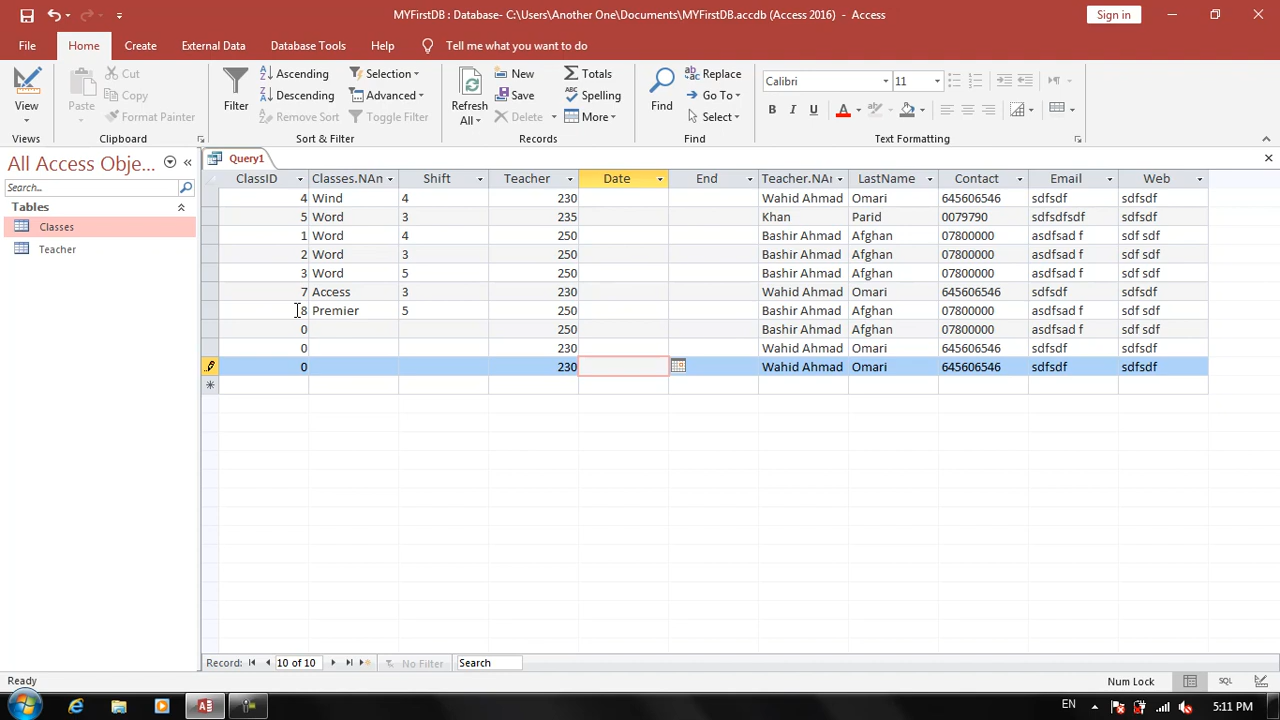 MYFirstDB : Database- C:\Users\Another One\Documents\MYFirstDB.accdb (Access 2016) - Access
Sign in
File Home Create External Data Database Tools Help Tell me what you want to do
View
Views
Paste
Cut
Copy
Format Painter
Clipboard
Filter
Ascending
Descending
Remove Sort
Selection
Advanced
Toggle Filter
Sort & Filter
Refresh
All
New
Save
Delete
Totals
Spelling
More
Records
Find
Replace
Go To
Select
Find
Calibri 11
B I U A
Text Formatting
All Access Obje...
Search...
Tables
Classes
Teacher
Query1
ClassID Classes.NAm Shift Teacher Date End Teacher.NAr LastName Contact Email Web
4 Wind 4 230 Wahid Ahmad Omari 645606546 sdfsdf sdfsdf
5 Word 3 235 Khan Parid 0079790 sdfsdfsdf sdfsdf
1 Word 4 250 Bashir Ahmad Afghan 07800000 asdfsad f sdf sdf
2 Word 3 250 Bashir Ahmad Afghan 07800000 asdfsad f sdf sdf
3 Word 5 250 Bashir Ahmad Afghan 07800000 asdfsad f sdf sdf
7 Access 3 230 Wahid Ahmad Omari 645606546 sdfsdf sdfsdf
8 Premier 5 250 Bashir Ahmad Afghan 07800000 asdfsad f sdf sdf
0 250 Bashir Ahmad Afghan 07800000 asdfsad f sdf sdf
0 230 Wahid Ahmad Omari 645606546 sdfsdf sdfsdf
0 230 Wahid Ahmad Omari 645606546 sdfsdf sdfsdf
Record: 10 of 10 No Filter Search
Ready
Num Lock
SQL
EN
5:11 PM